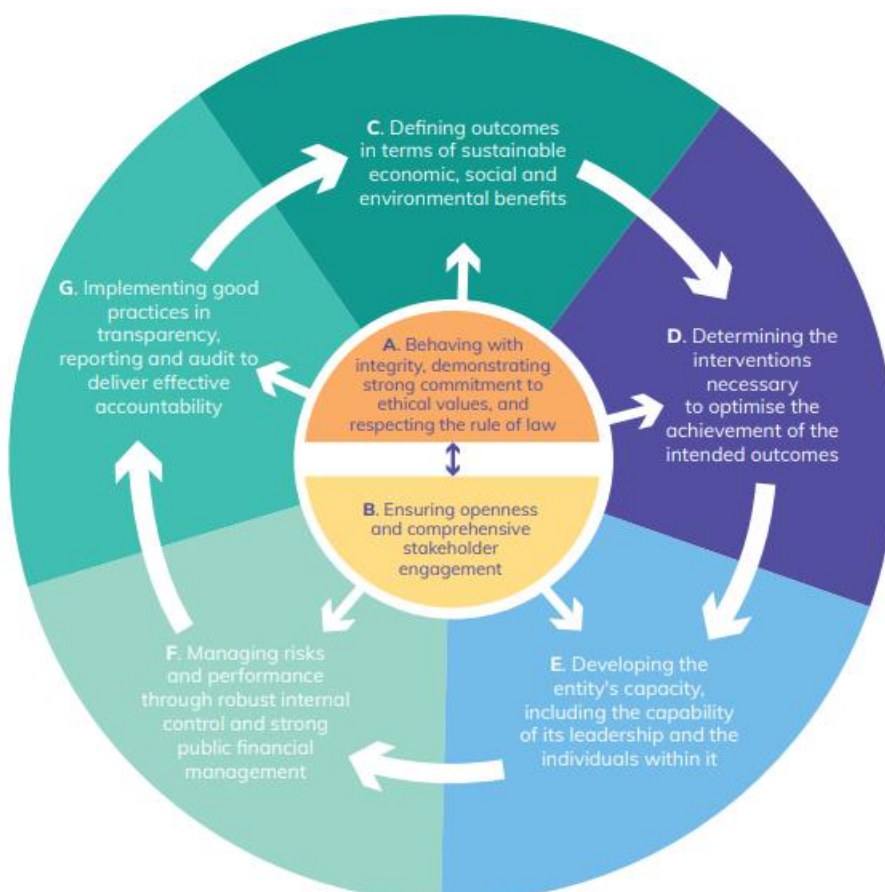 C. Defining outcomes
in terms of sustainable
economic, social and
environmental benefits
G. Implementing good
practices in
transparency,
reporting and audit to
deliver effective
accountability
A. Behaving with
integrity, demonstrating
strong commitment to
ethical values, and
respecting the rule of law
D. Determining the
interventions
necessary
to optimise the
achievement of the
intended outcomes
B. Ensuring openness
and comprehensive
stakeholder
engagement
F. Managing risks
and performance
through robust internal
control and strong
public financial
management
E. Developing the
entity's capacity,
including the capability
of its leadership and the
individuals within it